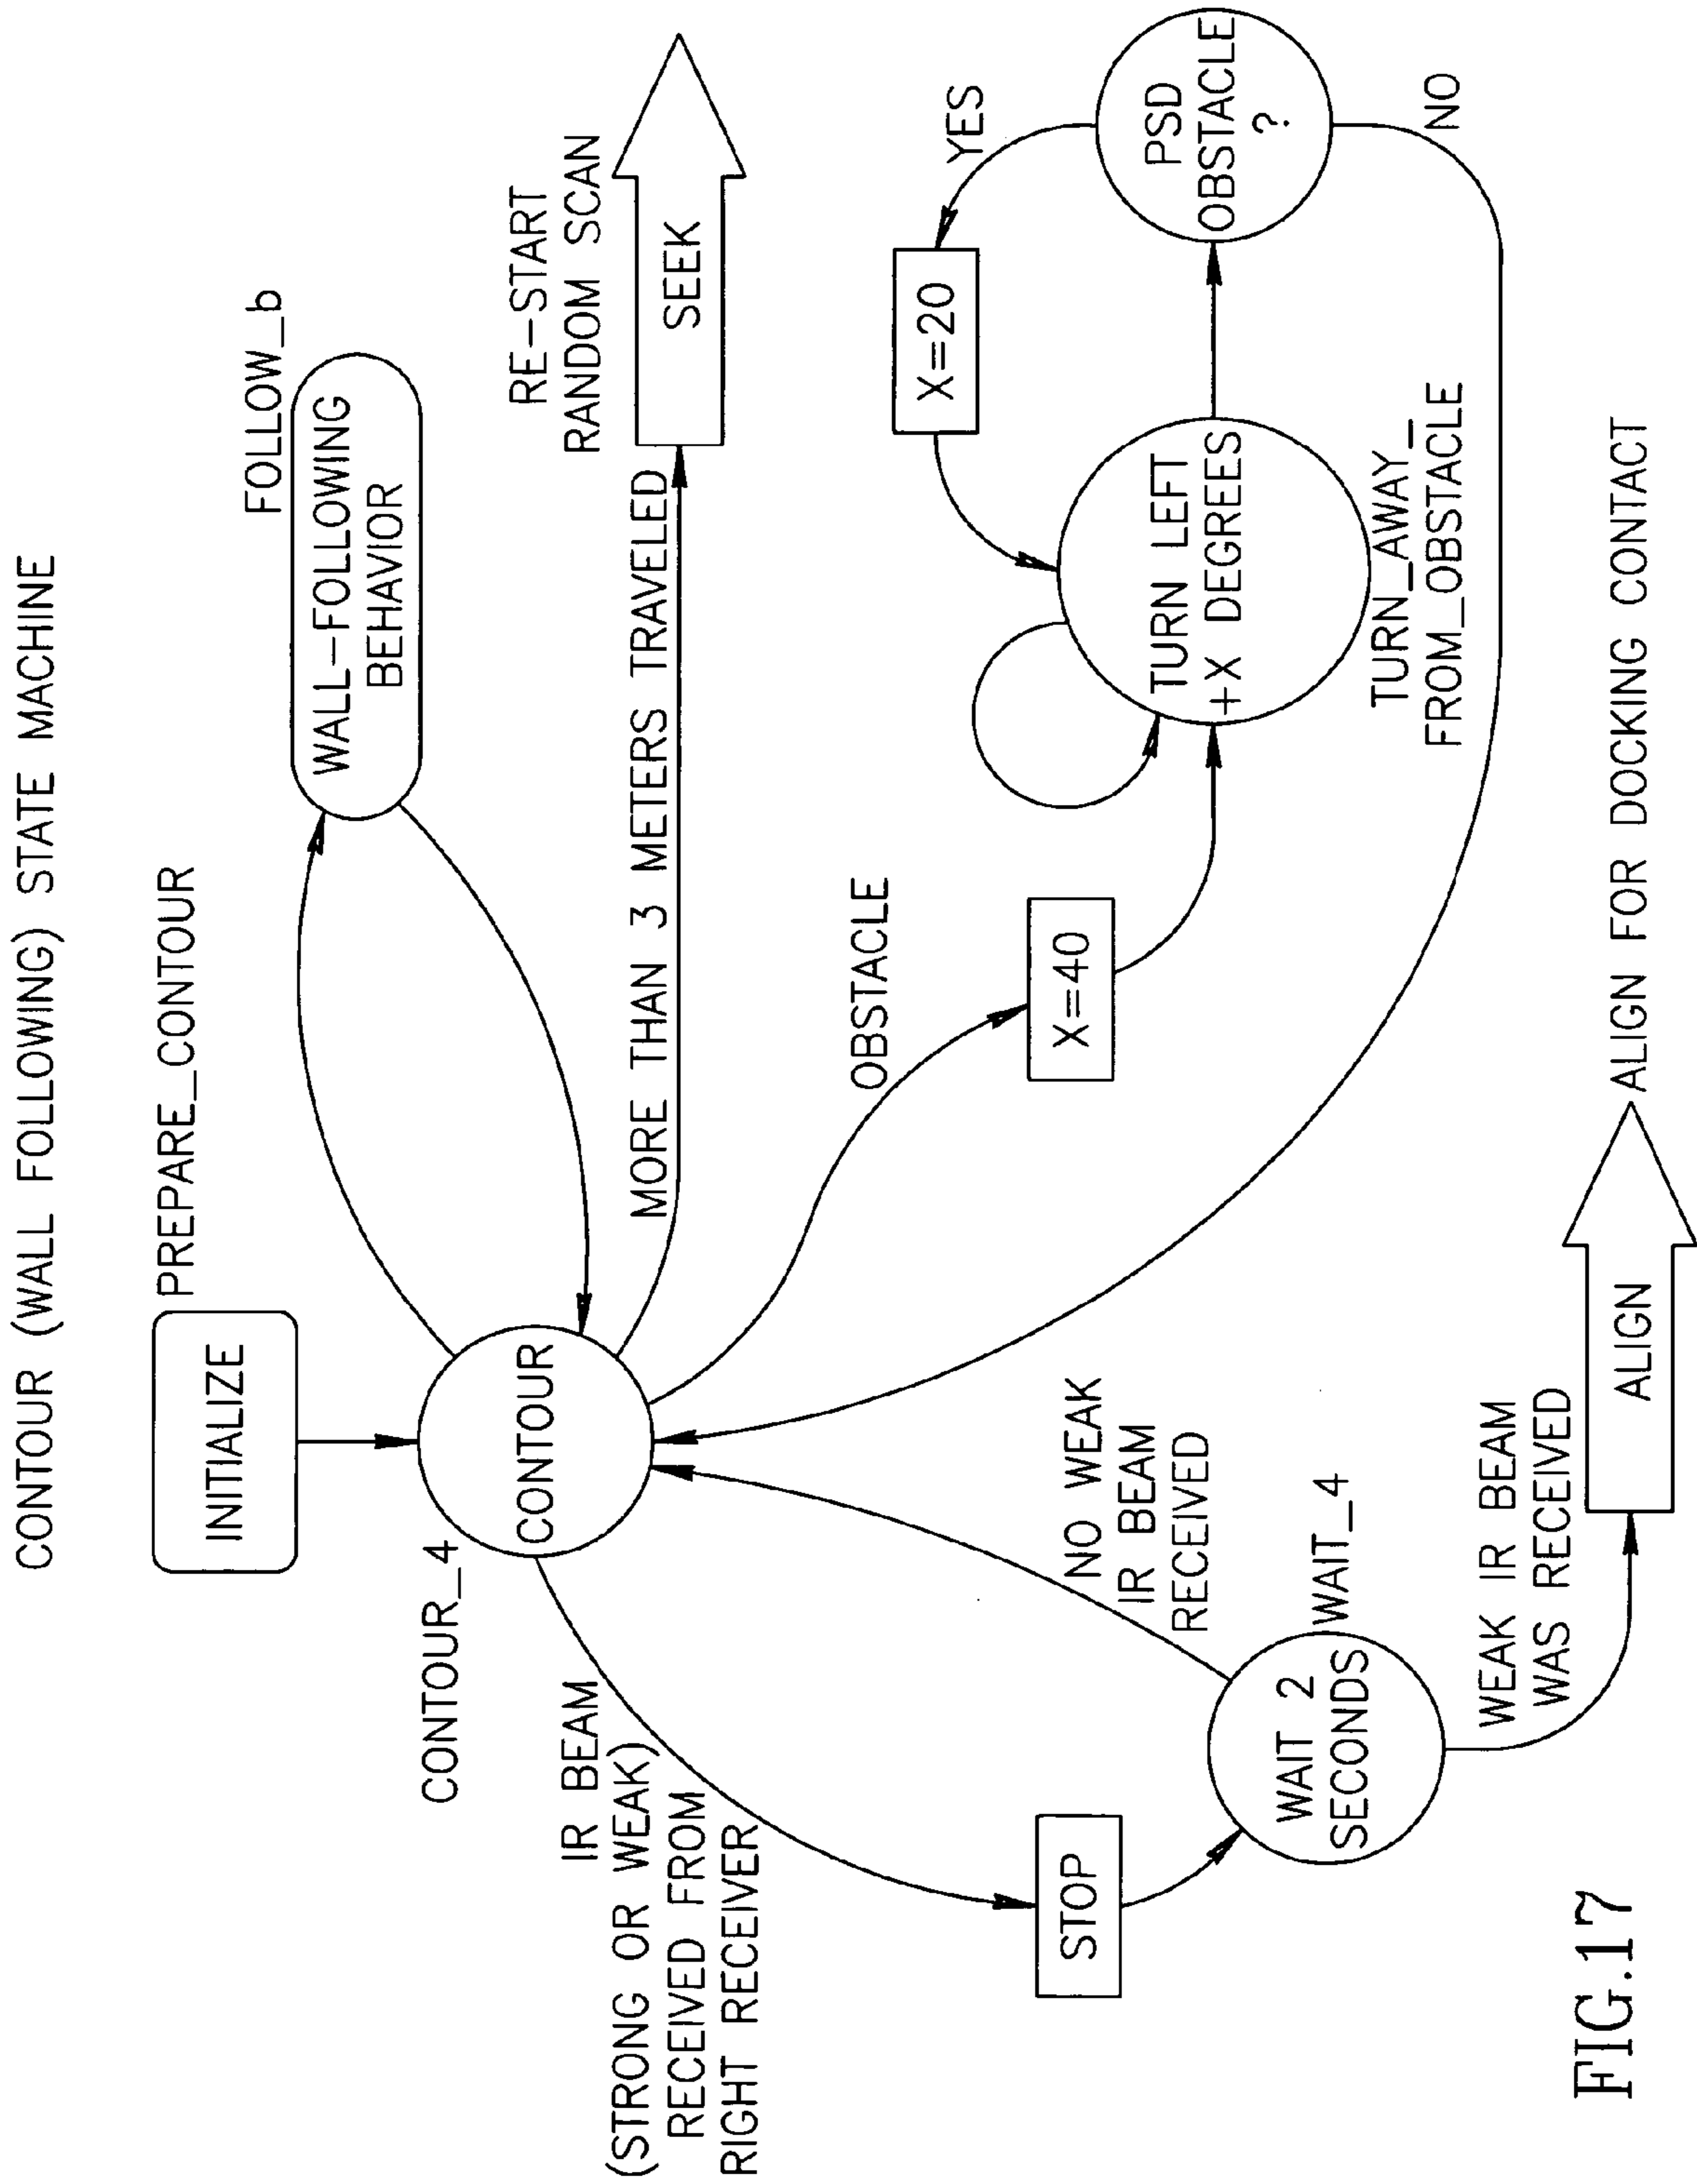 CONTOUR (WALL FOLLOWING) STATE MACHINE
PREPARE_CONTOUR
INITIALIZE
FOLLOW_b
WALL-FOLLOWING
BEHAVIOR
CONTOUR_4
CONTOUR
RE-START
RANDOM SCAN
MORE THAN 3 METERS TRAVELED
SEEK
IR BEAM
(STRONG OR WEAK)
RECEIVED FROM
RIGHT RECEIVER
OBSTACLE
X=40
X=20
YES
TURN LEFT
+X DEGREES
TURN_AWAY_
FROM_OBSTACLE
PSD
OBSTACLE
?
NO
STOP
NO WEAK
IR BEAM
RECEIVED
WAIT 2
SECONDS
WAIT_4
WEAK IR BEAM
WAS RECEIVED
ALIGN
ALIGN FOR DOCKING CONTACT
FIG.17